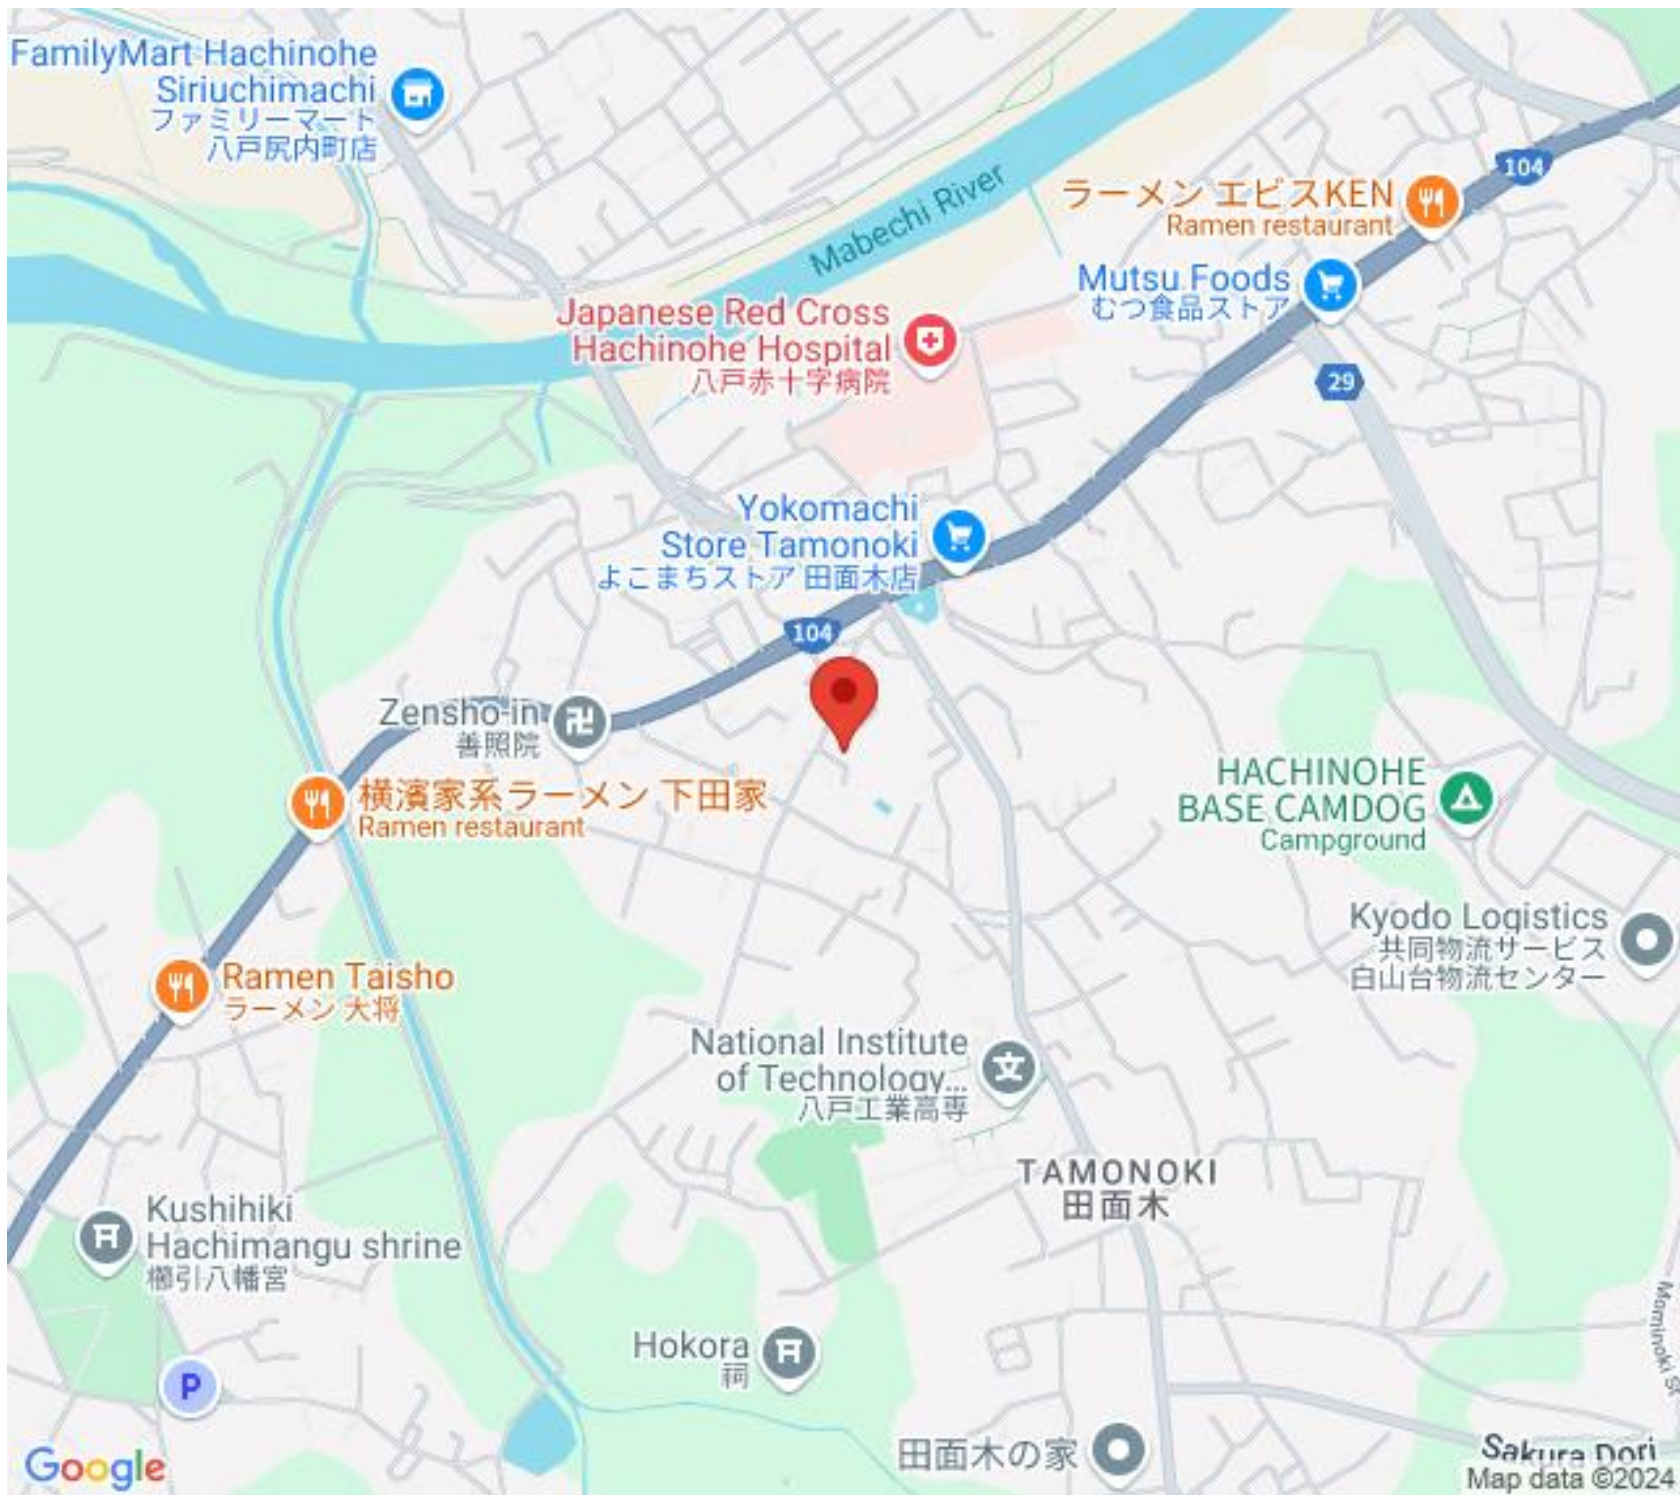 FamilyMart Hachinohe
Siriuchimachi
ファミリーマート
八戸尻内町店
Mabechi River
104
ラーメン エビスKEN
Ramen restaurant
Mutsu Foods
むつ食品ストア
Japanese Red Cross
Hachinohe Hospital
八戸赤十字病院
29
Yokomachi
Store Tamonoki
よこまちストア 田面木店
104
Zensho-in
善照院
横濱家系ラーメン 下田家
Ramen restaurant
HACHINOHE
BASE CAMDOG
Campground
Kyodo Logistics
共同物流サービス
白山台物流センター
Ramen Taisho
ラーメン 大将
National Institute
of Technology...
八戸工業高専
TAMONOKI
田面木
Kushihiki
Hachimangu shrine
櫛引八幡宮
Mominoki St
Hokora
祠
P
田面木の家
Sakura Dori
Google
Map data ©2024